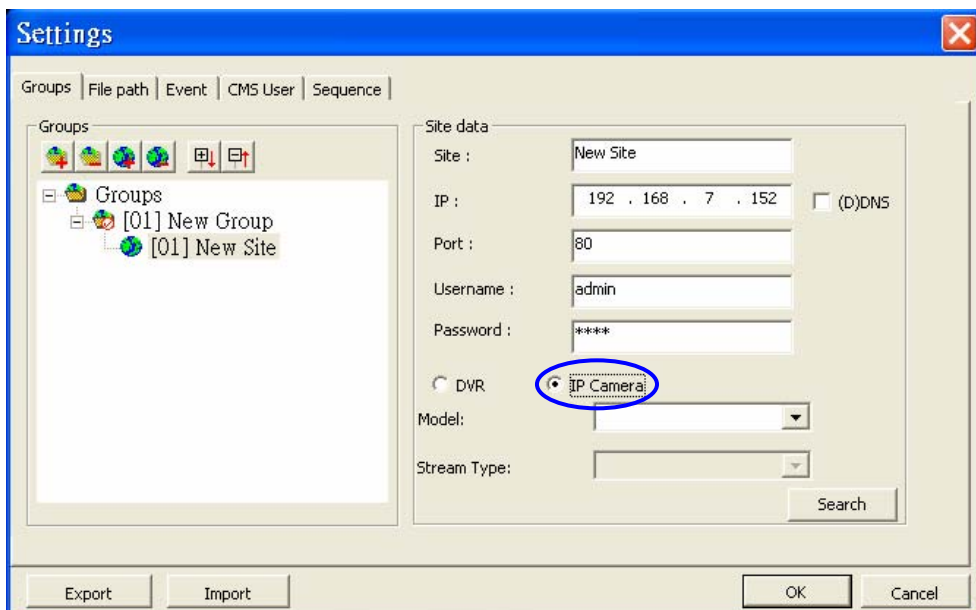 Settings
Groups File path Event CMS User Sequence
Groups
Groups
[01] New Group
[01] New Site
Site data
Site : New Site
IP : 192 . 168 . 7 . 152 (D)DNS
Port : 80
Username : admin
Password : ****
DVR IP Camera
Model:
Stream Type:
Search
Export Import OK Cancel